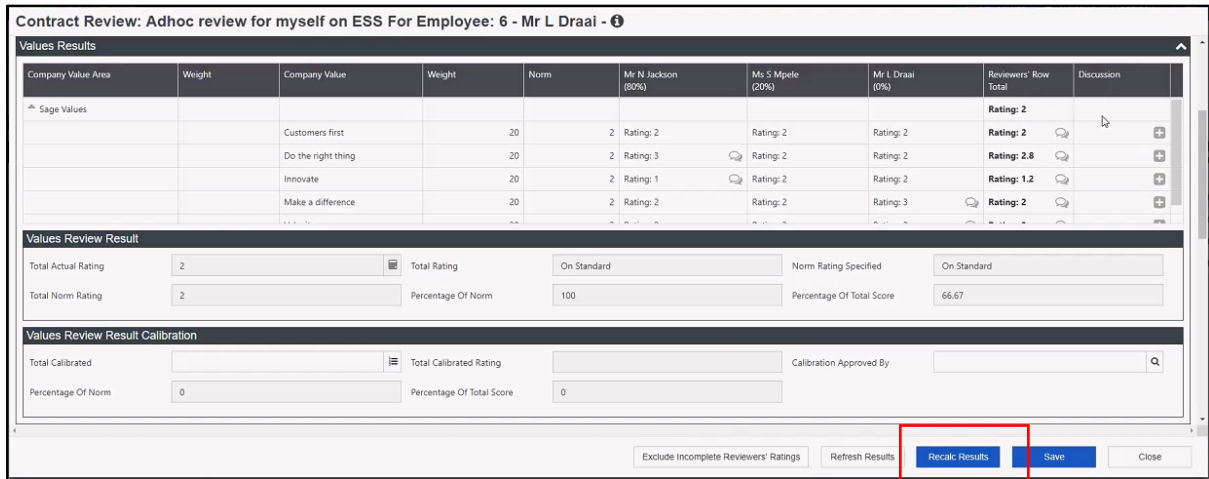 Contract Review: Adhoc review for myself on ESS For Employee: 6 - Mr L Draai -
Values Results
Company Value Area Weight Company Value Weight Norm Mr N Jackson (80%) Ms S Mpele (20%) Mr L Draai (0%) Reviewers' Row Total Discussion
Sage Values Rating: 2
Customers first 20 2 Rating: 2 Rating: 2 Rating: 2 Rating: 2
Do the right thing 20 2 Rating: 3 Rating: 2 Rating: 2 Rating: 2.8
Innovate 20 2 Rating: 1 Rating: 2 Rating: 2 Rating: 1.2
Make a difference 20 2 Rating: 2 Rating: 2 Rating: 3 Rating: 2
Values Review Result
Total Actual Rating 2 Total Rating On Standard Norm Rating Specified On Standard
Total Norm Rating 2 Percentage Of Norm 100 Percentage Of Total Score 66.67
Values Review Result Calibration
Total Calibrated Total Calibrated Rating Calibration Approved By
Percentage Of Norm 0 Percentage Of Total Score 0
Exclude Incomplete Reviewers' Ratings Refresh Results Recalc Results Save Close